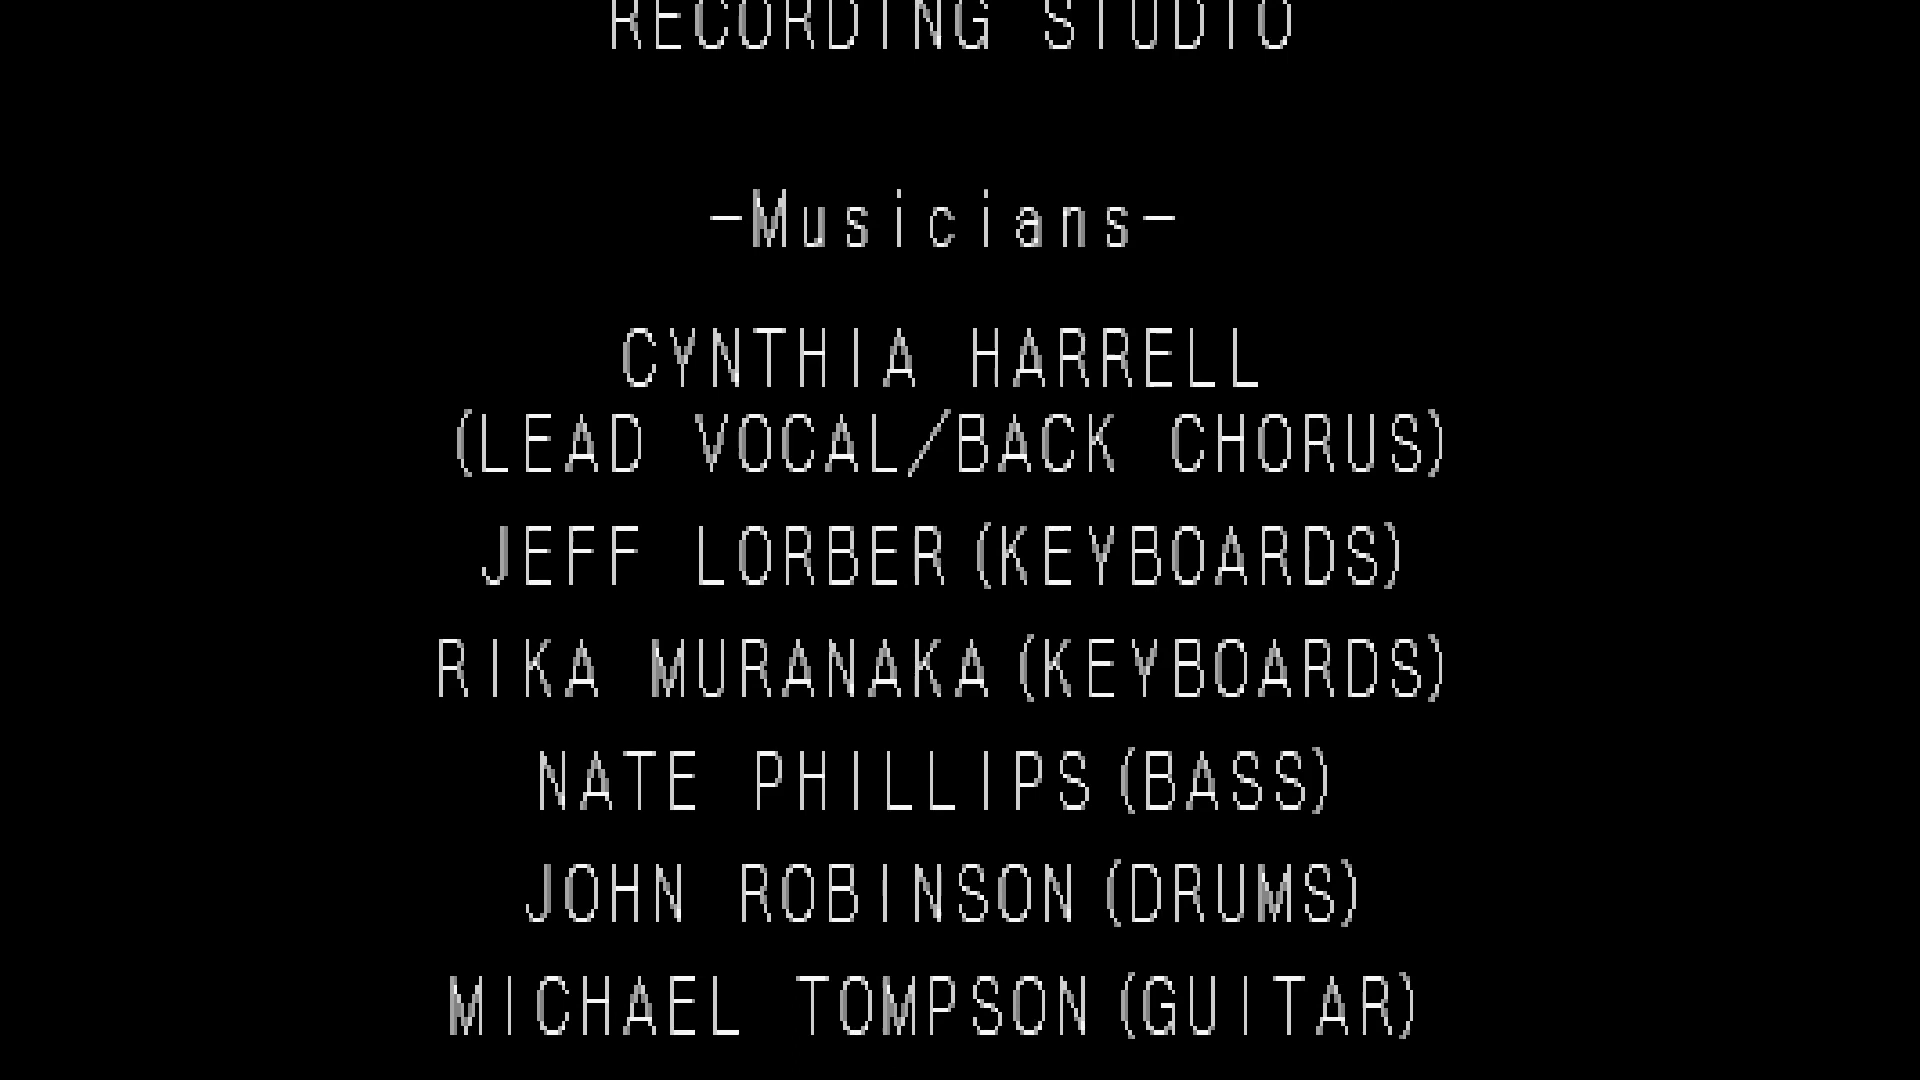 RECORDING STUDIO
-Musicians-
CYNTHIA HARRELL
(LEAD VOCAL/BACK CHORUS)
JEFF LORBER(KEYBOARDS)
RIKA MURANAKA(KEYBOARDS)
NATE PHILLIPS(BASS)
JOHN ROBINSON(DRUMS)
MICHAEL TOMPSON(GUITAR)